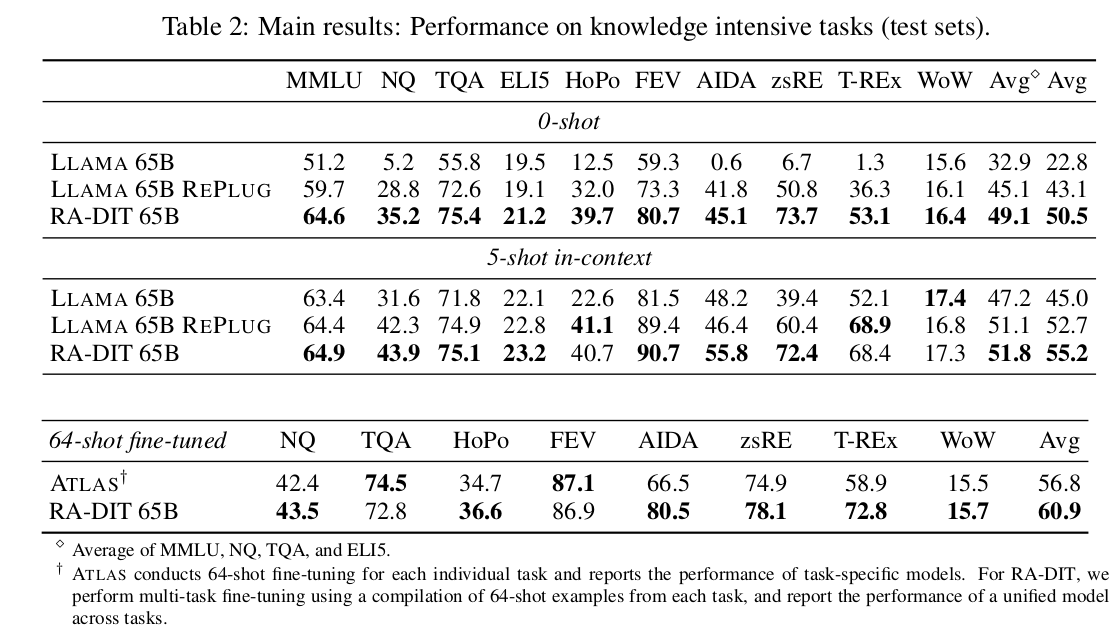 Table 2: Main results: Performance on knowledge intensive tasks (test sets).
MMLU NQ TQA ELI5 HoPo FEV AIDA zsRE T-REx WoW Avg◇ Avg
0-shot
LLAMA 65B 51.2 5.2 55.8 19.5 12.5 59.3 0.6 6.7 1.3 15.6 32.9 22.8
LLAMA 65B REPLUG 59.7 28.8 72.6 19.1 32.0 73.3 41.8 50.8 36.3 16.1 45.1 43.1
RA-DIT 65B 64.6 35.2 75.4 21.2 39.7 80.7 45.1 73.7 53.1 16.4 49.1 50.5
5-shot in-context
LLAMA 65B 63.4 31.6 71.8 22.1 22.6 81.5 48.2 39.4 52.1 17.4 47.2 45.0
LLAMA 65B REPLUG 64.4 42.3 74.9 22.8 41.1 89.4 46.4 60.4 68.9 16.8 51.1 52.7
RA-DIT 65B 64.9 43.9 75.1 23.2 40.7 90.7 55.8 72.4 68.4 17.3 51.8 55.2
64-shot fine-tuned NQ TQA HoPo FEV AIDA zsRE T-REx WoW Avg
ATLAS† 42.4 74.5 34.7 87.1 66.5 74.9 58.9 15.5 56.8
RA-DIT 65B 43.5 72.8 36.6 86.9 80.5 78.1 72.8 15.7 60.9
◇ Average of MMLU, NQ, TQA, and ELI5.
† ATLAS conducts 64-shot fine-tuning for each individual task and reports the performance of task-specific models. For RA-DIT, we
perform multi-task fine-tuning using a compilation of 64-shot examples from each task, and report the performance of a unified model
across tasks.